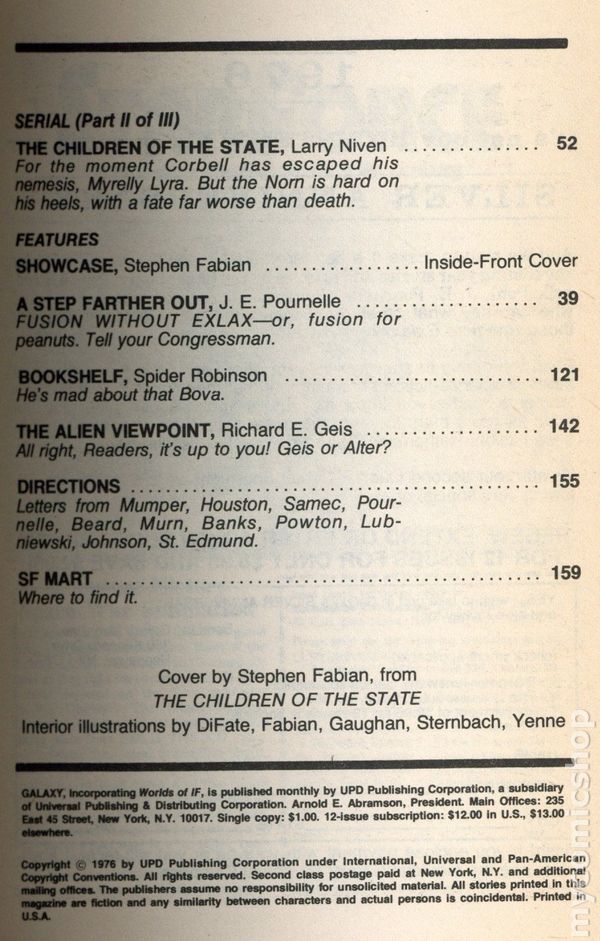 SERIAL (Part II of III)
THE CHILDREN OF THE STATE, Larry Niven ............... 52
For the moment Corbell has escaped his
nemesis, Myrelly Lyra. But the Norn is hard on
his heels, with a fate far worse than death.
FEATURES
SHOWCASE, Stephen Fabian ................. Inside-Front Cover
A STEP FARTHER OUT, J. E. Pournelle .................... 39
FUSION WITHOUT EXLAX—or, fusion for
peanuts. Tell your Congressman.
BOOKSHELF, Spider Robinson ............................ 121
He's mad about that Bova.
THE ALIEN VIEWPOINT, Richard E. Geis ................... 142
All right, Readers, it's up to you! Geis or Alter?
DIRECTIONS ............................................. 155
Letters from Mumper, Houston, Samec, Pour-
nelle, Beard, Murn, Banks, Powton, Lub-
niewski, Johnson, St. Edmund.
SF MART ................................................ 159
Where to find it.
Cover by Stephen Fabian, from
THE CHILDREN OF THE STATE
Interior illustrations by DiFate, Fabian, Gaughan, Sternbach, Yenne
GALAXY, Incorporating Worlds of IF, is published monthly by UPD Publishing Corporation, a subsidiary
of Universal Publishing & Distributing Corporation. Arnold E. Abramson, President. Main Offices: 235
East 45 Street, New York, N.Y. 10017. Single copy: $1.00. 12-issue subscription: $12.00 in U.S., $13.00
elsewhere.
Copyright © 1976 by UPD Publishing Corporation under International, Universal and Pan-American
Copyright Conventions. All rights reserved. Second class postage paid at New York, N.Y. and additional
mailing offices. The publishers assume no responsibility for unsolicited material. All stories printed in this
magazine are fiction and any similarity between characters and actual persons is coincidental. Printed in
U.S.A.
mycomicshop